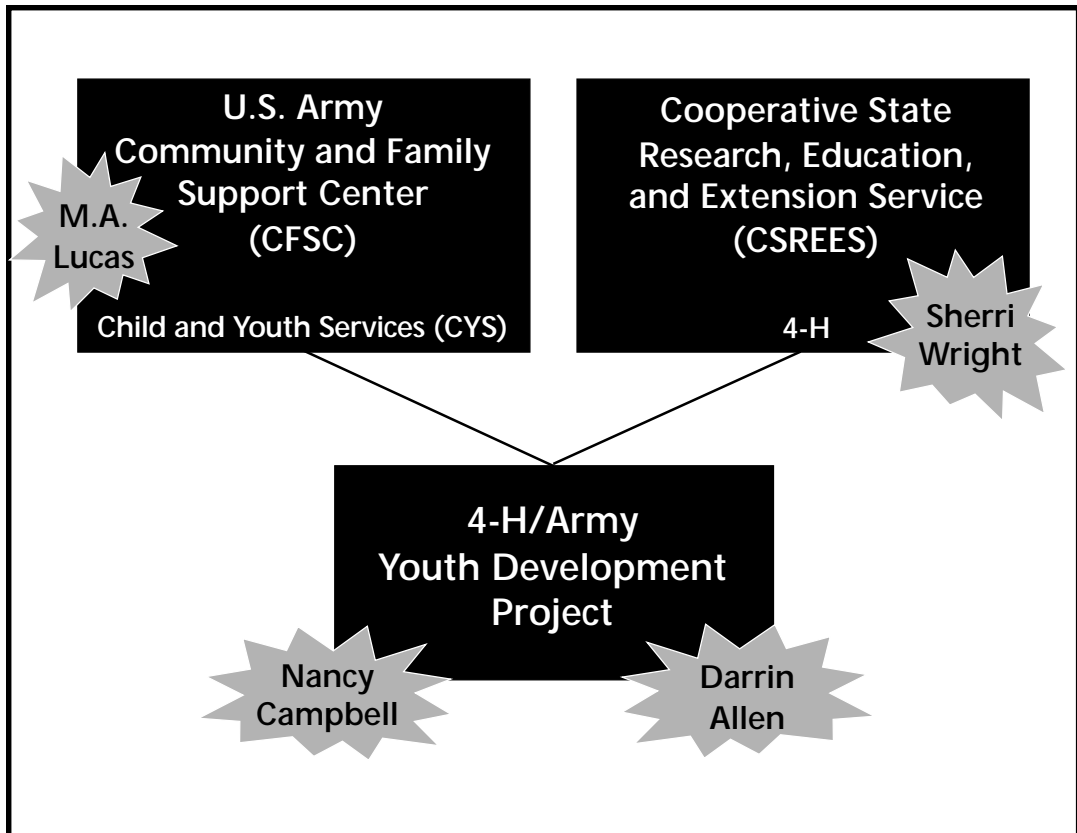 U.S. Army
Community and Family
Support Center
(CFSC)
Child and Youth Services (CYS)
M.A.
Lucas
Cooperative State
Research, Education,
and Extension Service
(CSREES)
4-H
Sherri
Wright
4-H/Army
Youth Development
Project
Nancy
Campbell
Darrin
Allen